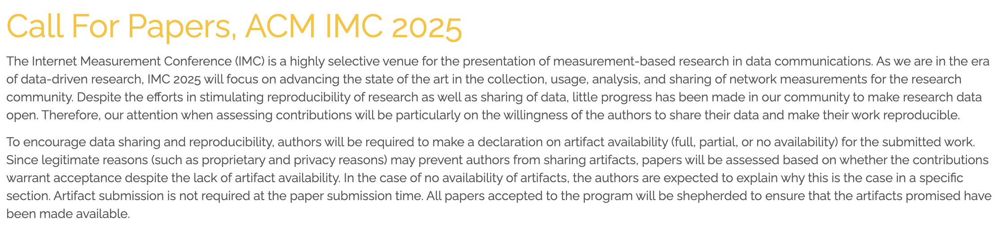 Call For Papers, ACM IMC 2025
The Internet Measurement Conference (IMC) is a highly selective venue for the presentation of measurement-based research in data communications. As we are in the era
of data-driven research, IMC 2025 will focus on advancing the state of the art in the collection, usage, analysis, and sharing of network measurements for the research
community. Despite the efforts in stimulating reproducibility of research as well as sharing of data, little progress has been made in our community to make research data
open. Therefore, our attention when assessing contributions will be particularly on the willingness of the authors to share their data and make their work reproducible.
To encourage data sharing and reproducibility, authors will be required to make a declaration on artifact availability (full, partial, or no availability) for the submitted work.
Since legitimate reasons (such as proprietary and privacy reasons) may prevent authors from sharing artifacts, papers will be assessed based on whether the contributions
warrant acceptance despite the lack of artifact availability. In the case of no availability of artifacts, the authors are expected to explain why this is the case in a specific
section. Artifact submission is not required at the paper submission time. All papers accepted to the program will be shepherded to ensure that the artifacts promised have
been made available.